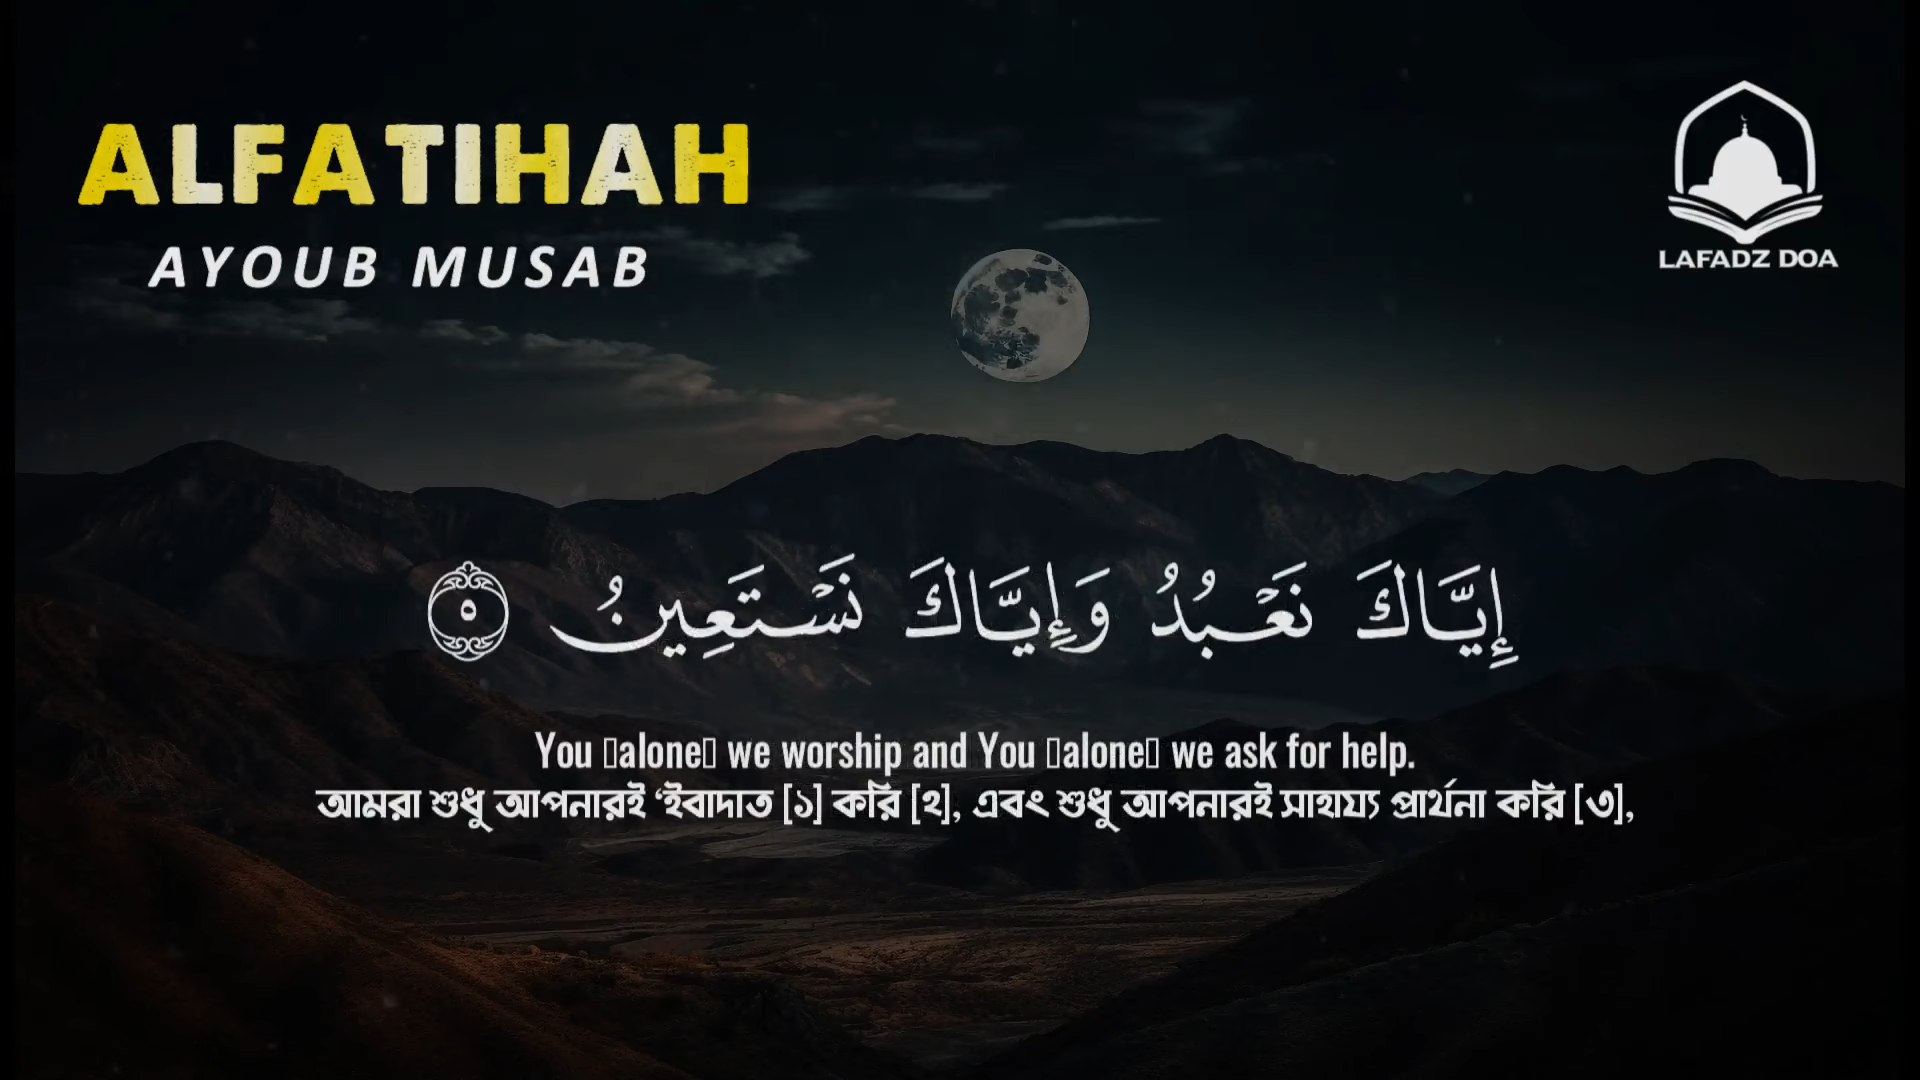 ALFATIHAH
AYOUB MUSAB
LAFADZ DOA
إِيَّاكَ نَعْبُدُ وَإِيَّاكَ نَسْتَعِينُ ٥
You ▯alone▯ we worship and You ▯alone▯ we ask for help.
আমরা শুধু আপনারই ‘ইবাদাত [১] করি [২], এবং শুধু আপনারই সাহায্য প্রার্থনা করি [৩],